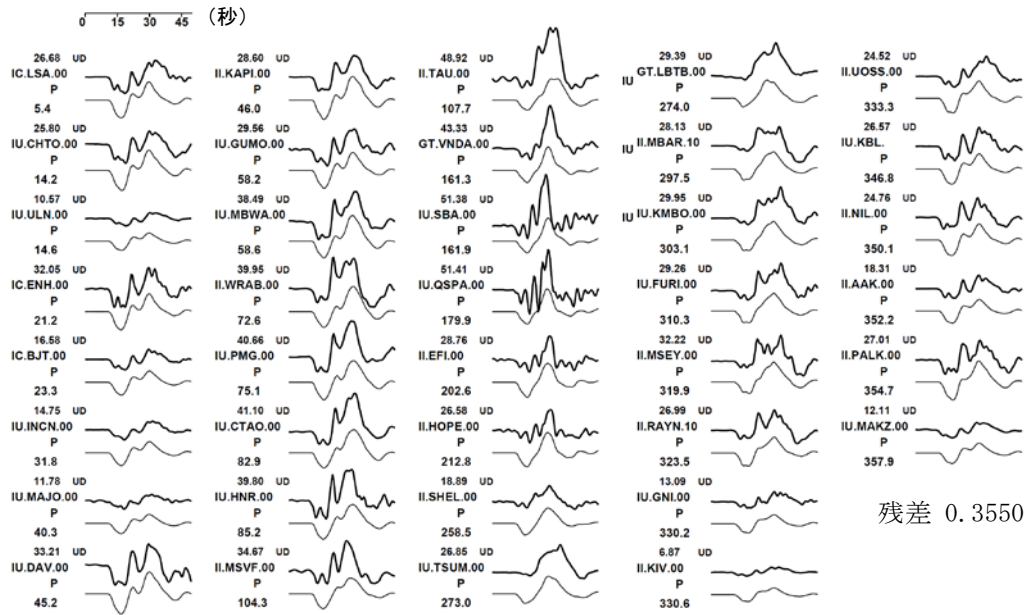 0 15 30 45 (秒)
26.68 UD
IC.LSA.00
P
5.4
25.80 UD
IU.CHTO.00
P
14.2
10.57 UD
IU.ULN.00
P
14.6
32.05 UD
IC.ENH.00
P
21.2
16.58 UD
IC.BJT.00
P
23.3
14.75 UD
IU.INCN.00
P
31.8
11.78 UD
IU.MAJO.00
P
40.3
33.21 UD
IU.DAV.00
P
45.2
28.60 UD
II.KAPI.00
P
46.0
29.56 UD
IU.GUMO.00
P
58.2
38.49 UD
IU.MBWA.00
P
58.6
39.95 UD
II.WRAB.00
P
72.6
40.66 UD
IU.PMG.00
P
75.1
41.10 UD
IU.CTAO.00
P
82.9
39.80 UD
IU.HNR.00
P
85.2
34.67 UD
II.MSVF.00
P
104.3
48.92 UD
II.TAU.00
P
107.7
43.33 UD
GT.VNDA.00
P
161.3
51.38 UD
IU.SBA.00
P
161.9
51.41 UD
IU.QSPA.00
P
179.9
28.76 UD
II.EFI.00
P
202.6
26.58 UD
II.HOPE.00
P
212.8
18.89 UD
II.SHEL.00
P
258.5
26.85 UD
IU.TSUM.00
P
273.0
29.39 UD
IU GT.LBTB.00
P
274.0
28.13 UD
IU II.MBAR.10
P
297.5
29.95 UD
IU IU.KMBO.00
P
303.1
29.26 UD
IU.FURI.00
P
310.3
32.22 UD
II.MSEY.00
P
319.9
26.99 UD
II.RAYN.10
P
323.5
13.09 UD
IU.GNI.00
P
330.2
6.87 UD
II.KIV.00
P
330.6
24.52 UD
II.UOSS.00
P
333.3
26.57 UD
IU.KBL.
P
346.8
24.76 UD
II.NIL.00
P
350.1
18.31 UD
II.AAK.00
P
352.2
27.01 UD
II.PALK.00
P
354.7
12.11 UD
IU.MAKZ.00
P
357.9
残差 0.3550